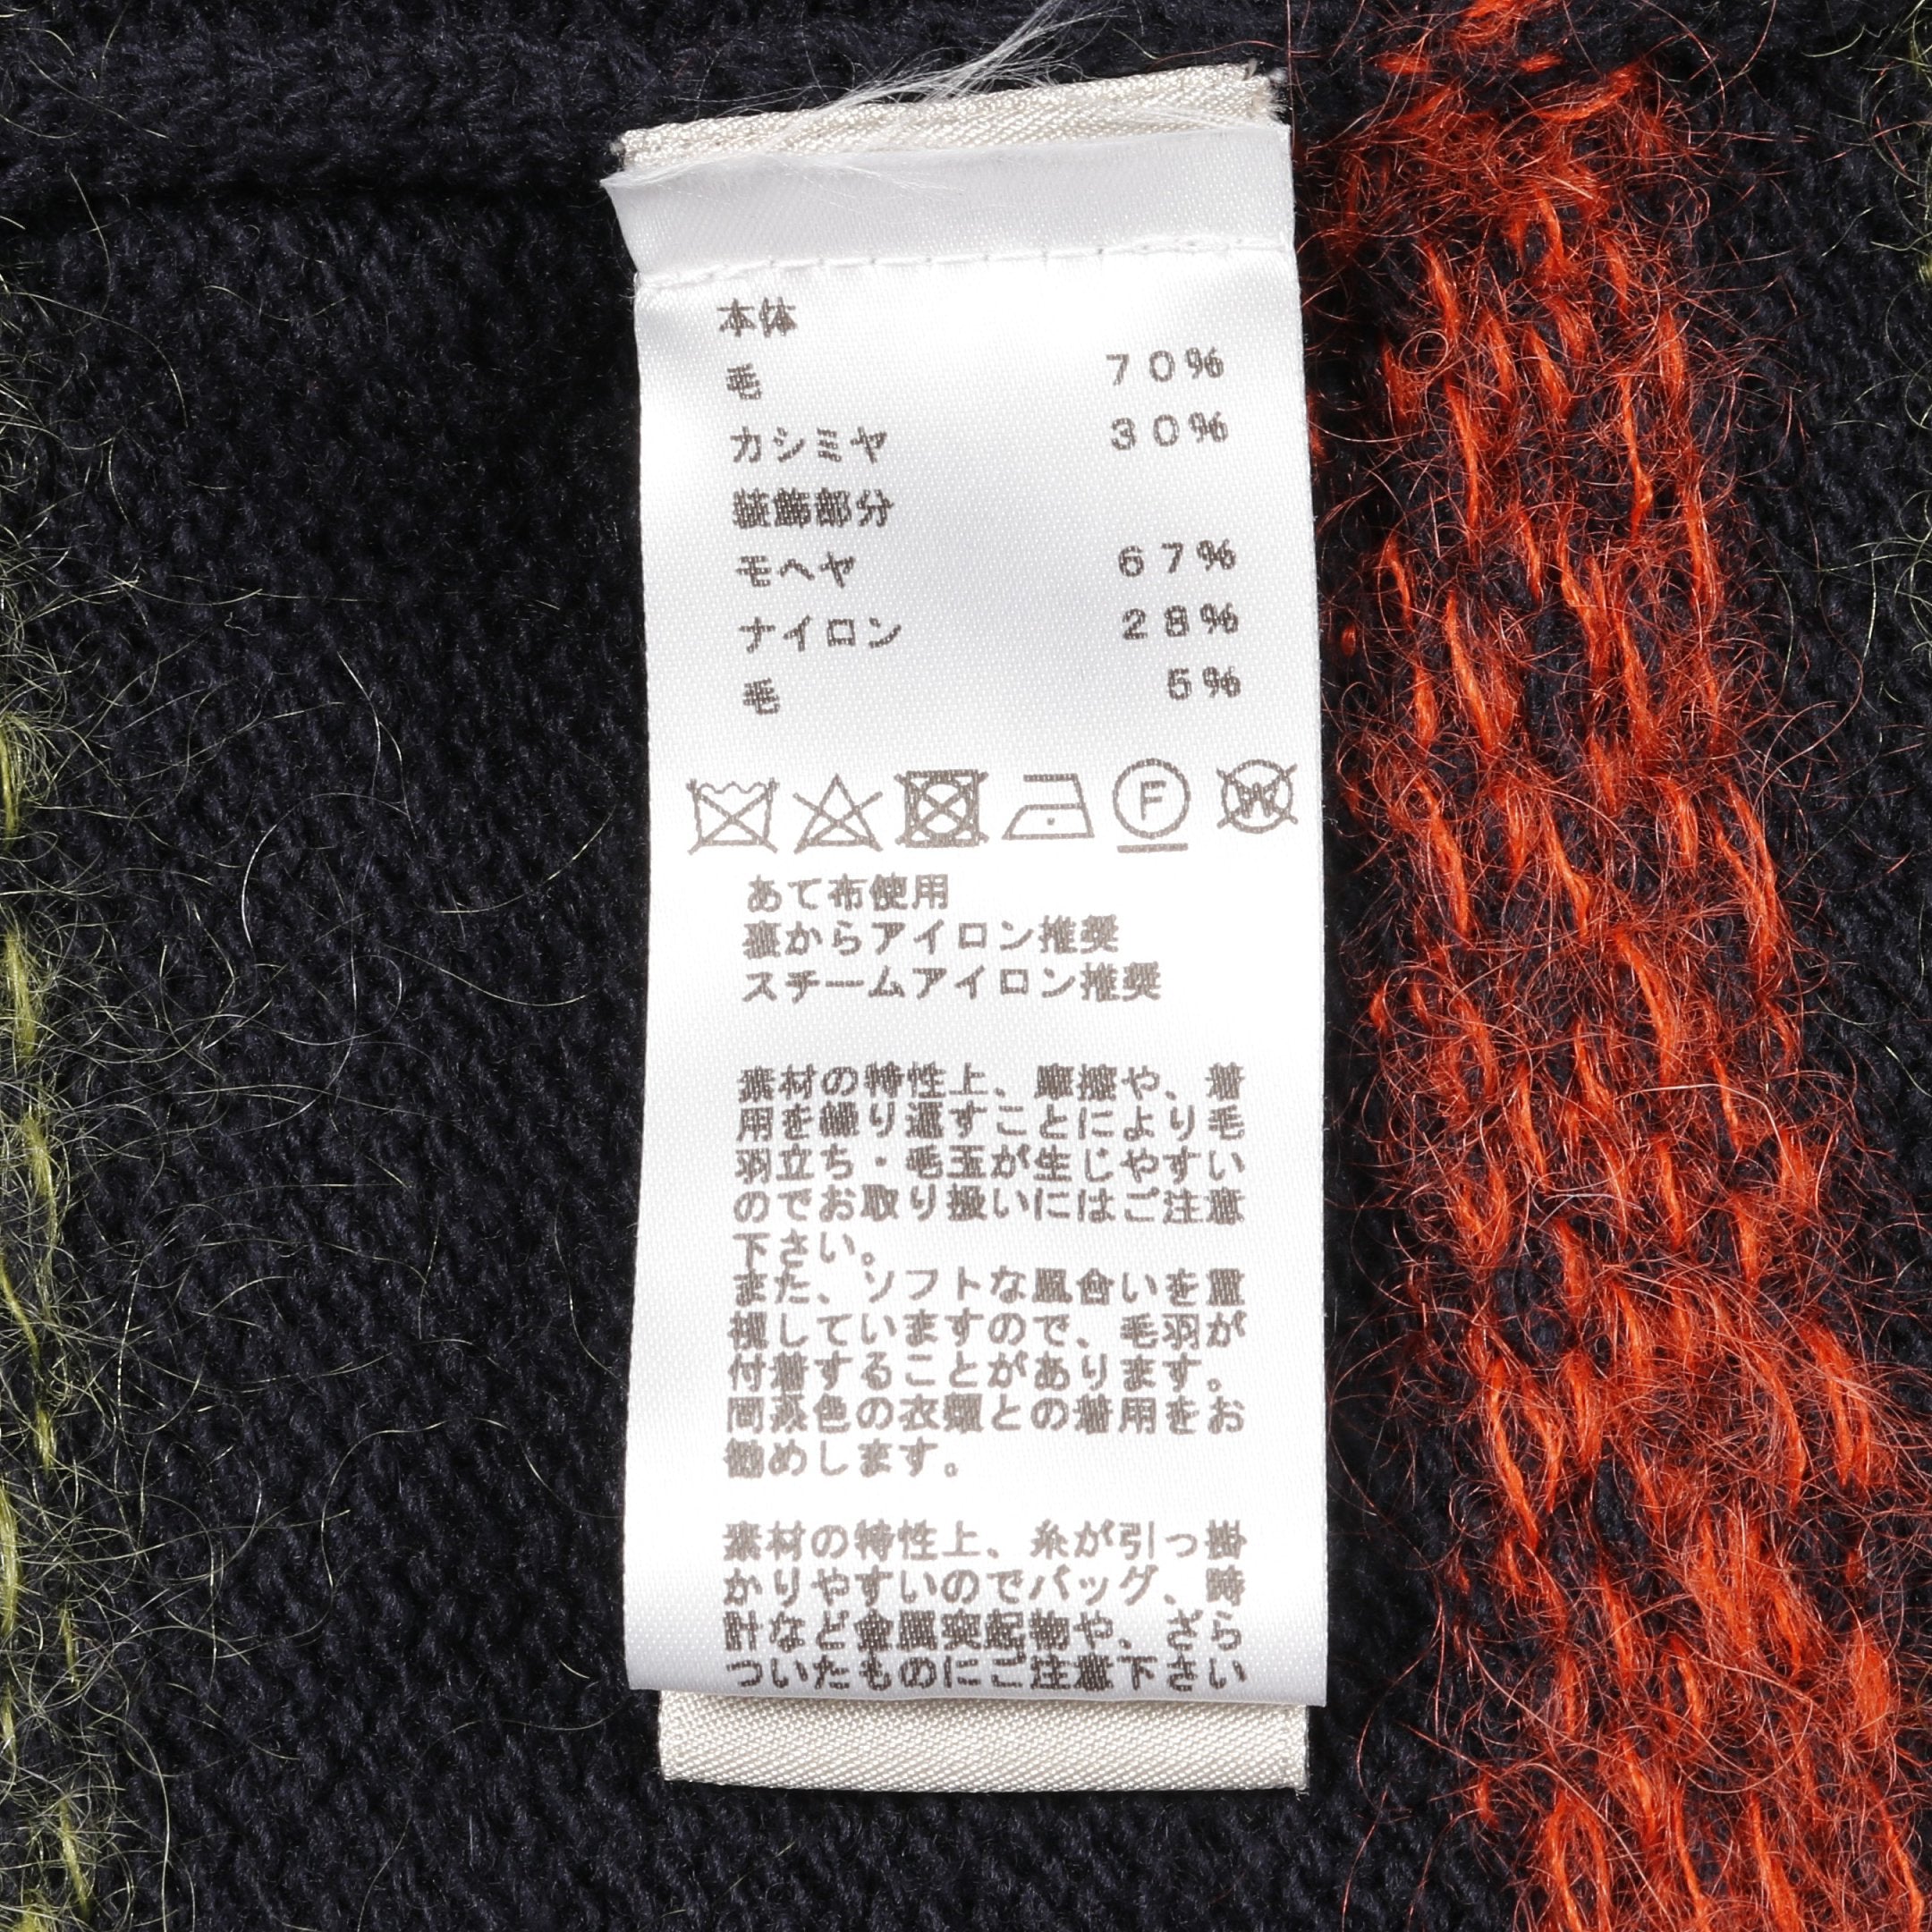 本体
毛 70%
カシミヤ 30%
装飾部分
モヘヤ 67%
ナイロン 28%
毛 5%
F W
あて布使用
裏からアイロン推奨
スチームアイロン推奨
素材の特性上、摩擦や、着
用を繰り返すことにより毛
羽立ち・毛玉が生じやすい
のでお取り扱いにはご注意
下さい。
また、ソフトな風合いを重
視していますので、毛羽が
付着することがあります。
同系色の衣類との着用をお
勧めします。
素材の特性上、糸が引っ掛
かりやすいのでバッグ、時
計など金属突起物や、ざら
ついたものにご注意下さい